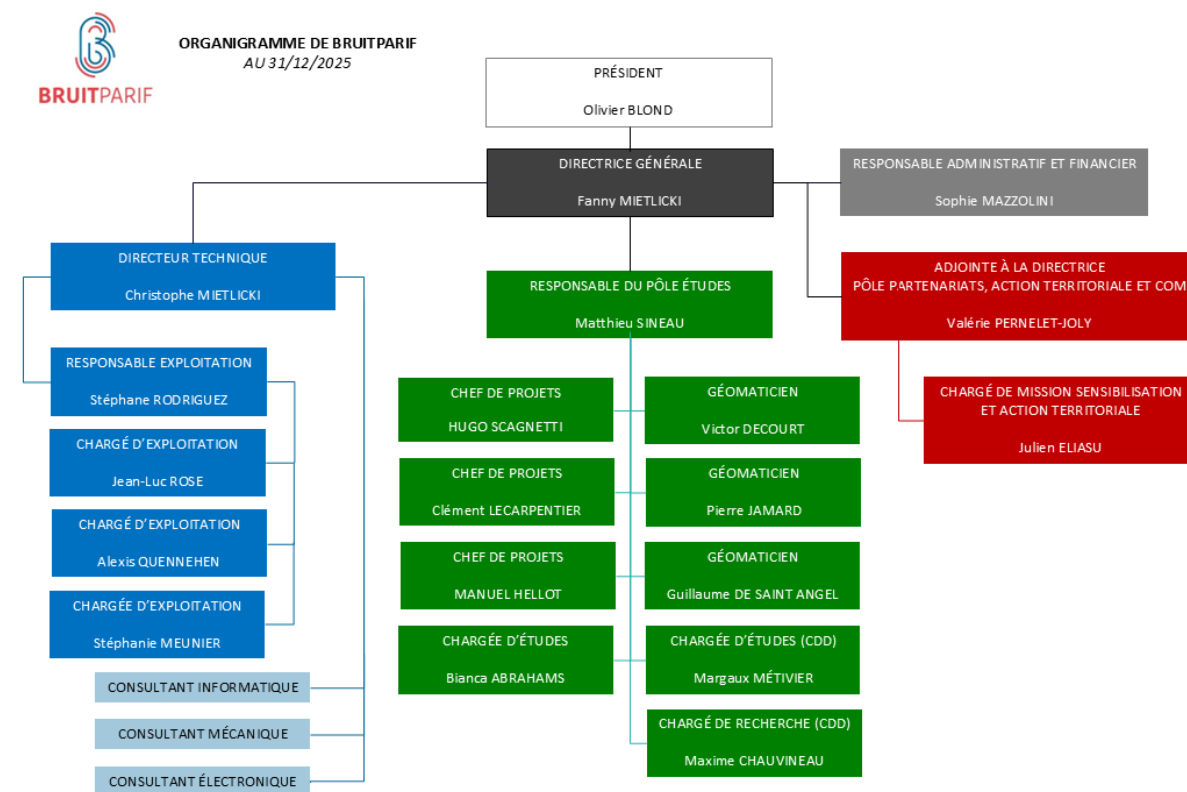 BRUITPARIF
ORGANIGRAMME DE BRUITPARIF
AU 31/12/2025
PRÉSIDENT
Olivier BLOND
DIRECTRICE GÉNÉRALE
Fanny MIETLICKI
RESPONSABLE ADMINISTRATIF ET FINANCIER
Sophie MAZZOLINI
DIRECTEUR TECHNIQUE
Christophe MIETLICKI
RESPONSABLE EXPLOITATION
Stéphane RODRIGUEZ
CHARGÉ D'EXPLOITATION
Jean-Luc ROSE
CHARGÉ D'EXPLOITATION
Alexis QUENNEHEN
CHARGÉE D'EXPLOITATION
Stéphanie MEUNIER
CONSULTANT INFORMATIQUE
CONSULTANT MÉCANIQUE
CONSULTANT ÉLECTRONIQUE
RESPONSABLE DU PÔLE ÉTUDES
Matthieu SINEAU
CHEF DE PROJETS
HUGO SCAGNETTI
CHEF DE PROJETS
Clément LECARPENTIER
CHEF DE PROJETS
MANUEL HELLOT
CHARGÉE D'ÉTUDES
Bianca ABRAHAMS
GÉOMATICIEN
Victor DECOURT
GÉOMATICIEN
Pierre JAMARD
GÉOMATICIEN
Guillaume DE SAINT ANGEL
CHARGÉE D'ÉTUDES (CDD)
Margaux MÉTIVIER
CHARGÉ DE RECHERCHE (CDD)
Maxime CHAUVINEAU
ADJOINTE À LA DIRECTRICE
PÔLE PARTENARIATS, ACTION TERRITORIALE ET COM
Valérie PERNELET-JOLY
CHARGÉ DE MISSION SENSIBILISATION
ET ACTION TERRITORIALE
Julien ELIASU